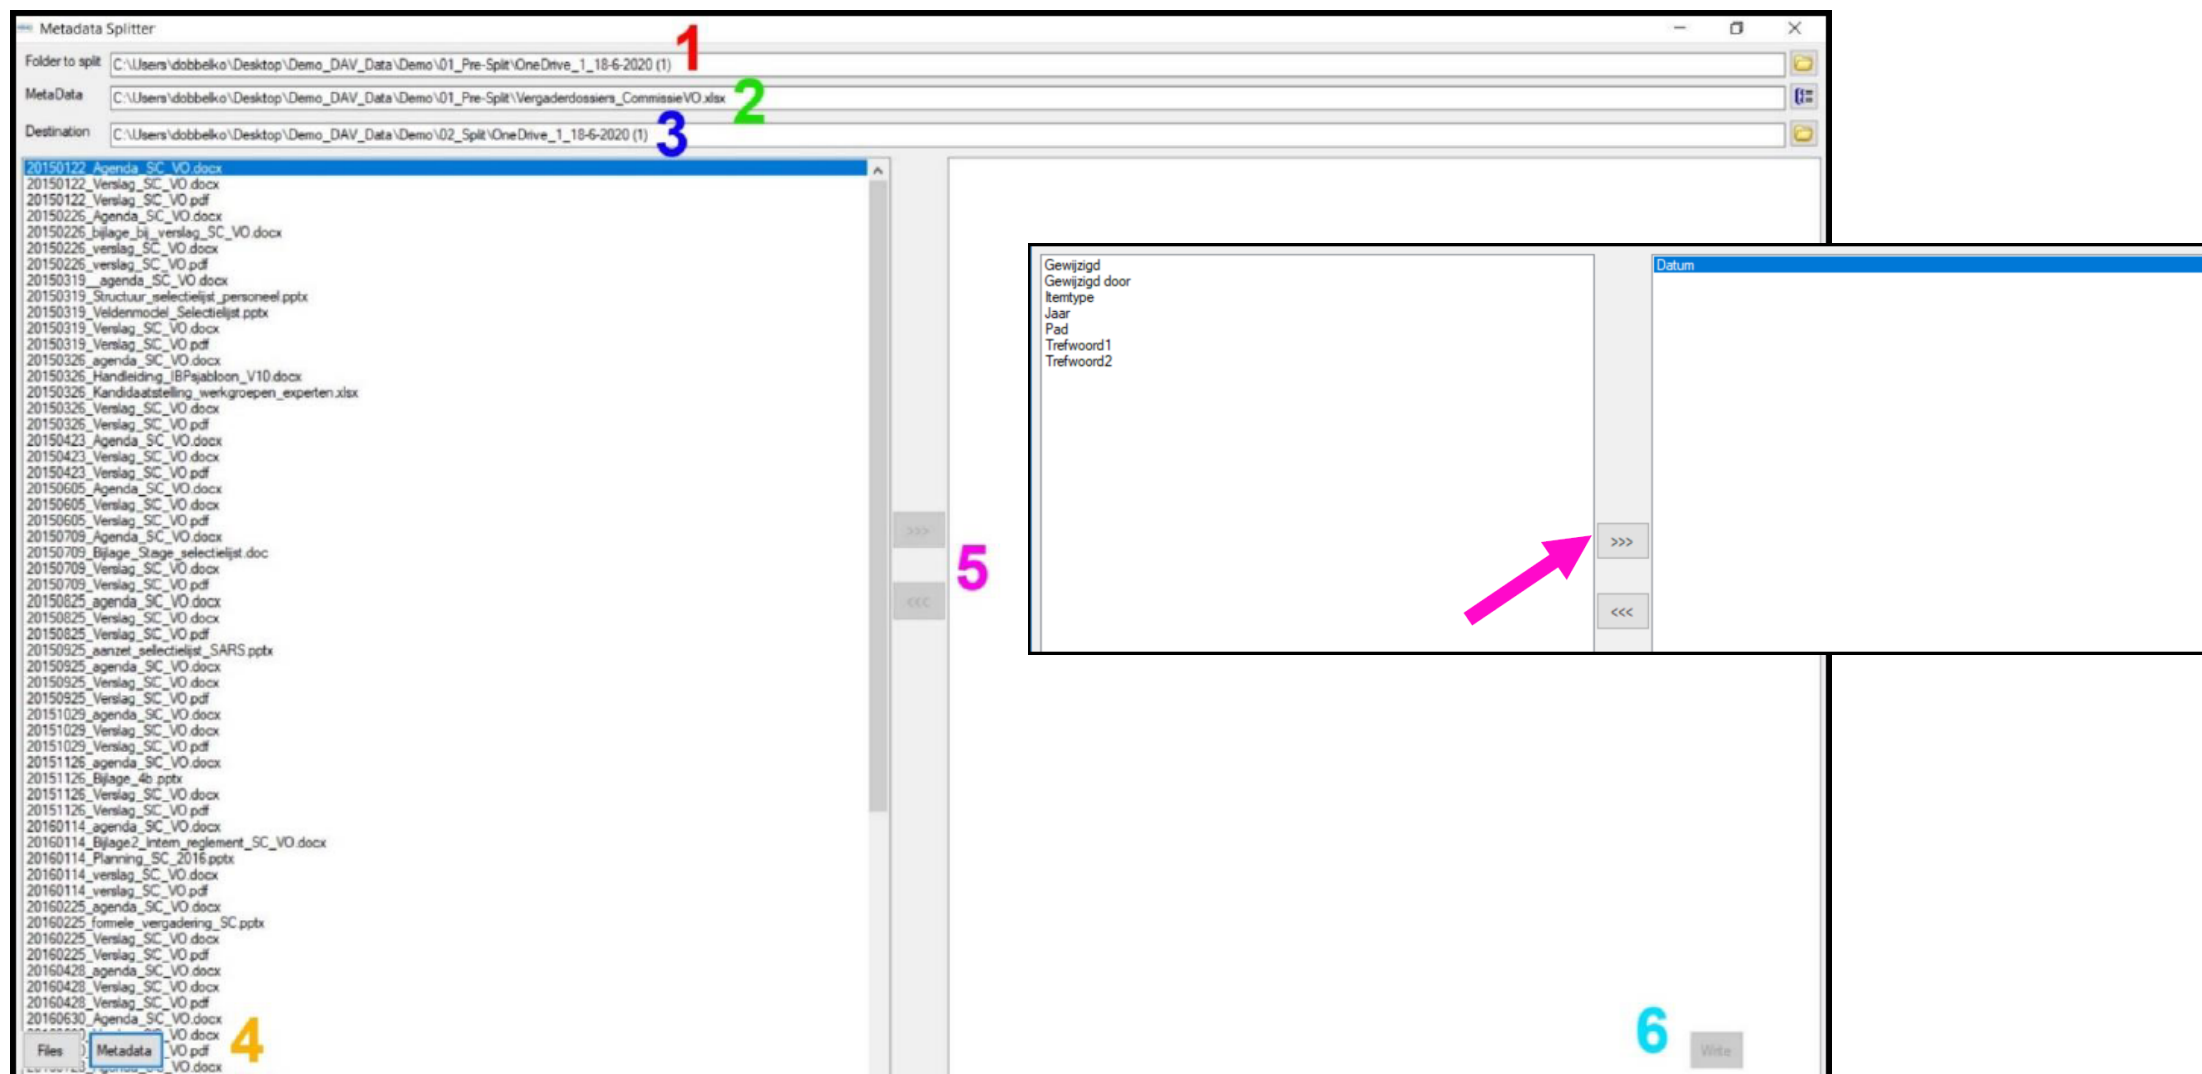 Metadata Splitter
1
Folder to split C:\Users\dobbelko\Desktop\Demo_DAV_Data\Demo\01_Pre-Split\OneDrive_1_18-6-2020 (1)
MetaData C:\Users\dobbelko\Desktop\Demo_DAV_Data\Demo\01_Pre-Split\Vergaderdossiers_CommissieVO.xlsx
2
Destination C:\Users\dobbelko\Desktop\Demo_DAV_Data\Demo\02_Split\OneDrive_1_18-6-2020 (1)
3
20150122_Agenda_SC_VO.docx
20150122_Verslag_SC_VO.docx
20150122_Verslag_SC_VO.pdf
20150226_Agenda_SC_VO.docx
20150226_bijlage_bij_verslag_SC_VO.docx
20150226_verslag_SC_VO.docx
20150226_verslag_SC_VO.pdf
20150319__agenda_SC_VO.docx
20150319_Structuur_selectielijst_personeel.pptx
20150319_Veldenmodel_Selectielijst.pptx
20150319_Verslag_SC_VO.docx
20150319_Verslag_SC_VO.pdf
20150326_agenda_SC_VO.docx
20150326_Handleiding_IBPsjabloon_V10.docx
20150326_Kandidaatstelling_werkgroepen_experten.xlsx
20150326_Verslag_SC_VO.docx
20150326_Verslag_SC_VO.pdf
20150423_Agenda_SC_VO.docx
20150423_Verslag_SC_VO.docx
20150423_Verslag_SC_VO.pdf
20150605_Agenda_SC_VO.docx
20150605_Verslag_SC_VO.docx
20150605_Verslag_SC_VO.pdf
20150709_Agenda_SC_VO.docx
20150709_Bijlage_Stage_selectielijst.doc
20150709_Verslag_SC_VO.docx
20150709_Verslag_SC_VO.pdf
20150825_agenda_SC_VO.docx
20150825_Verslag_SC_VO.docx
20150825_Verslag_SC_VO.pdf
20150925_aanzet_selectielijst_SARS.pptx
20150925_agenda_SC_VO.docx
20150925_Verslag_SC_VO.docx
20150925_Verslag_SC_VO.pdf
20151029_agenda_SC_VO.docx
20151029_Verslag_SC_VO.docx
20151029_Verslag_SC_VO.pdf
20151126_agenda_SC_VO.docx
20151126_Bijlage_4b.pptx
20151126_Verslag_SC_VO.docx
20151126_Verslag_SC_VO.pdf
20160114_agenda_SC_VO.docx
20160114_Bijlage2_Intern_reglement_SC_VO.docx
20160114_Planning_SC_2016.pptx
20160114_verslag_SC_VO.docx
20160114_verslag_SC_VO.pdf
20160225_agenda_SC_VO.docx
20160225_formele_vergadering_SC.pptx
20160225_Verslag_SC_VO.docx
20160225_Verslag_SC_VO.pdf
20160428_agenda_SC_VO.docx
20160428_Verslag_SC_VO.docx
20160428_Verslag_SC_VO.pdf
20160630_Agenda_SC_VO.docx
VO.docx
VO.pdf
VO.docx
Files
Metadata
4
>>>
<<<
5
Gewijzigd
Gewijzigd door
Itemtype
Jaar
Pad
Trefwoord1
Trefwoord2
>>>
<<<
Datum
6
Write